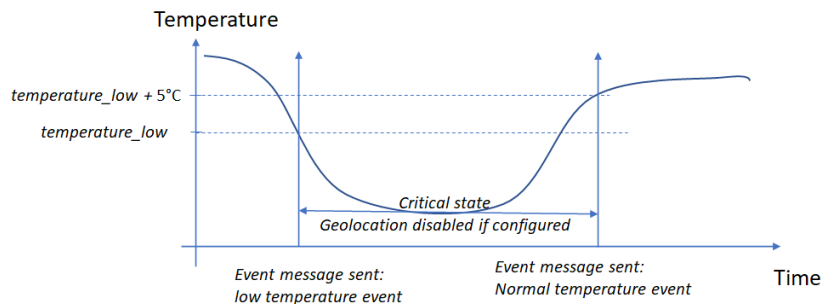 Temperature
temperature_low + 5°C
temperature_low
Critical state
Geolocation disabled if configured
Event message sent:
low temperature event
Event message sent:
Normal temperature event
Time